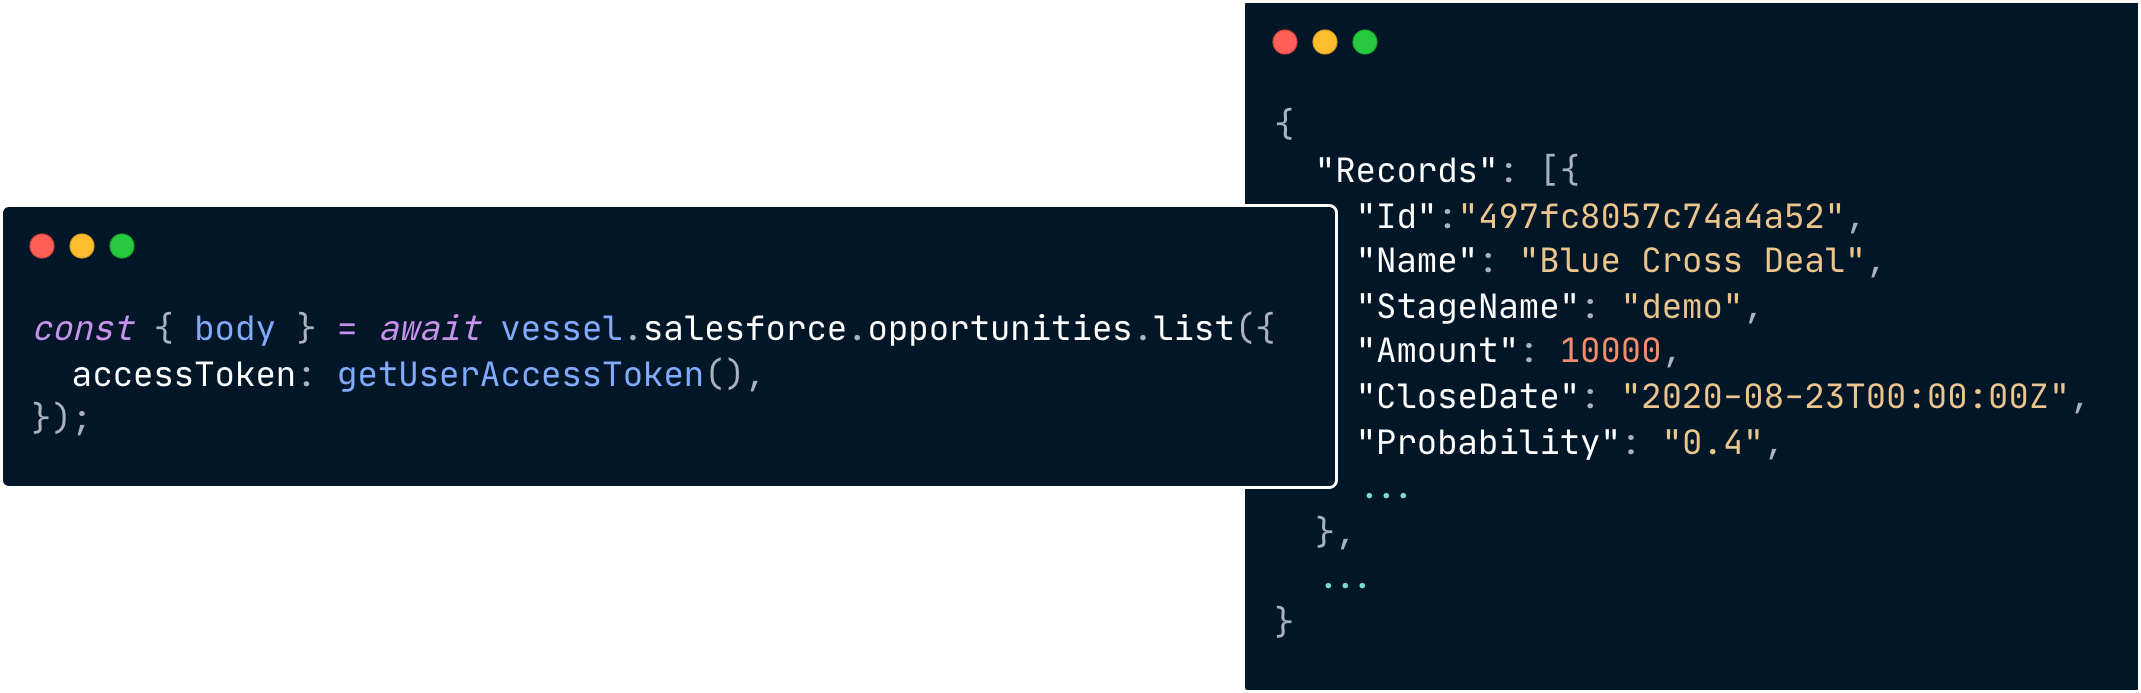 const { body } = await vessel.salesforce.opportunities.list({
  accessToken: getUserAccessToken(),
});
{
  "Records": [{
    "Id":"497fc8057c74a4a52",
    "Name": "Blue Cross Deal",
    "StageName": "demo",
    "Amount": 10000,
    "CloseDate": "2020-08-23T00:00:00Z",
    "Probability": "0.4",
    ...
  },
  ...
}